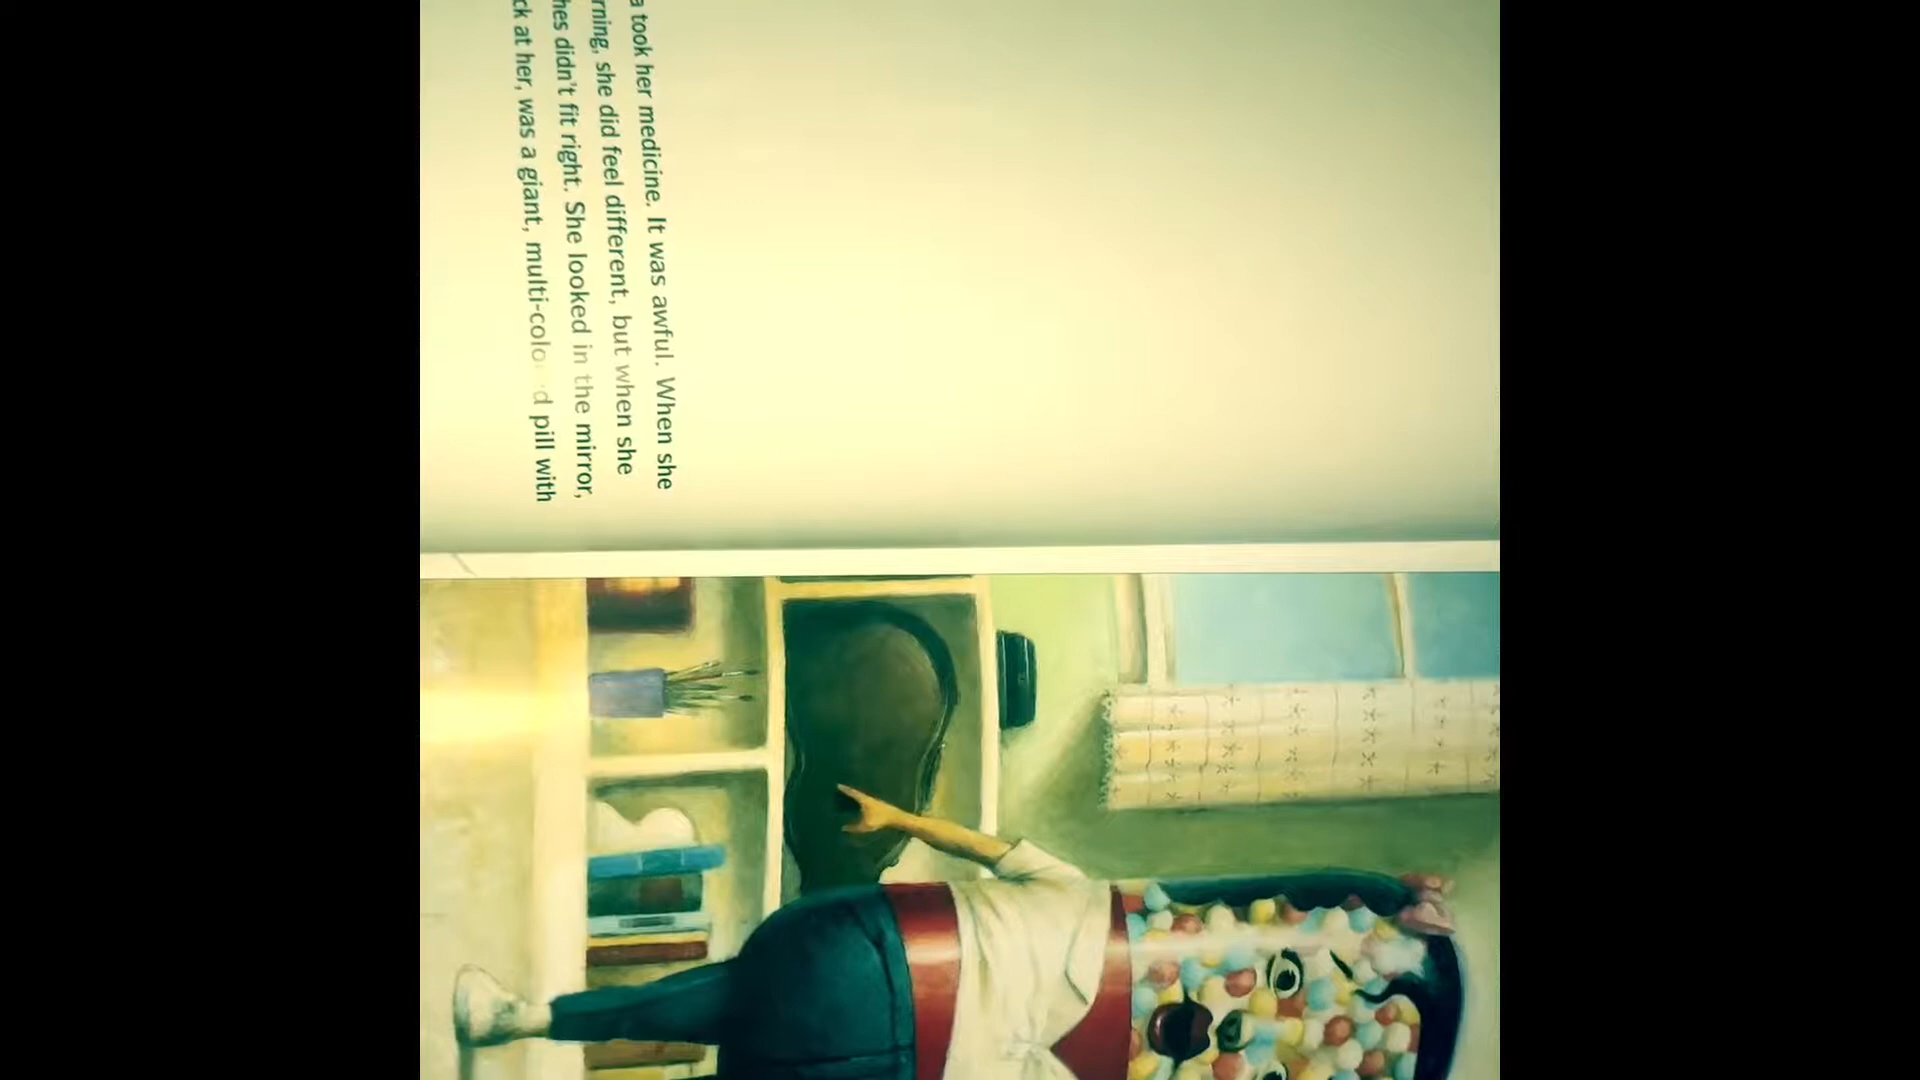 a took her medicine. It was awful. When she
rning, she did feel different, but when she
hes didn't fit right. She looked in the mirror,
ck at her, was a giant, multi-colored pill with